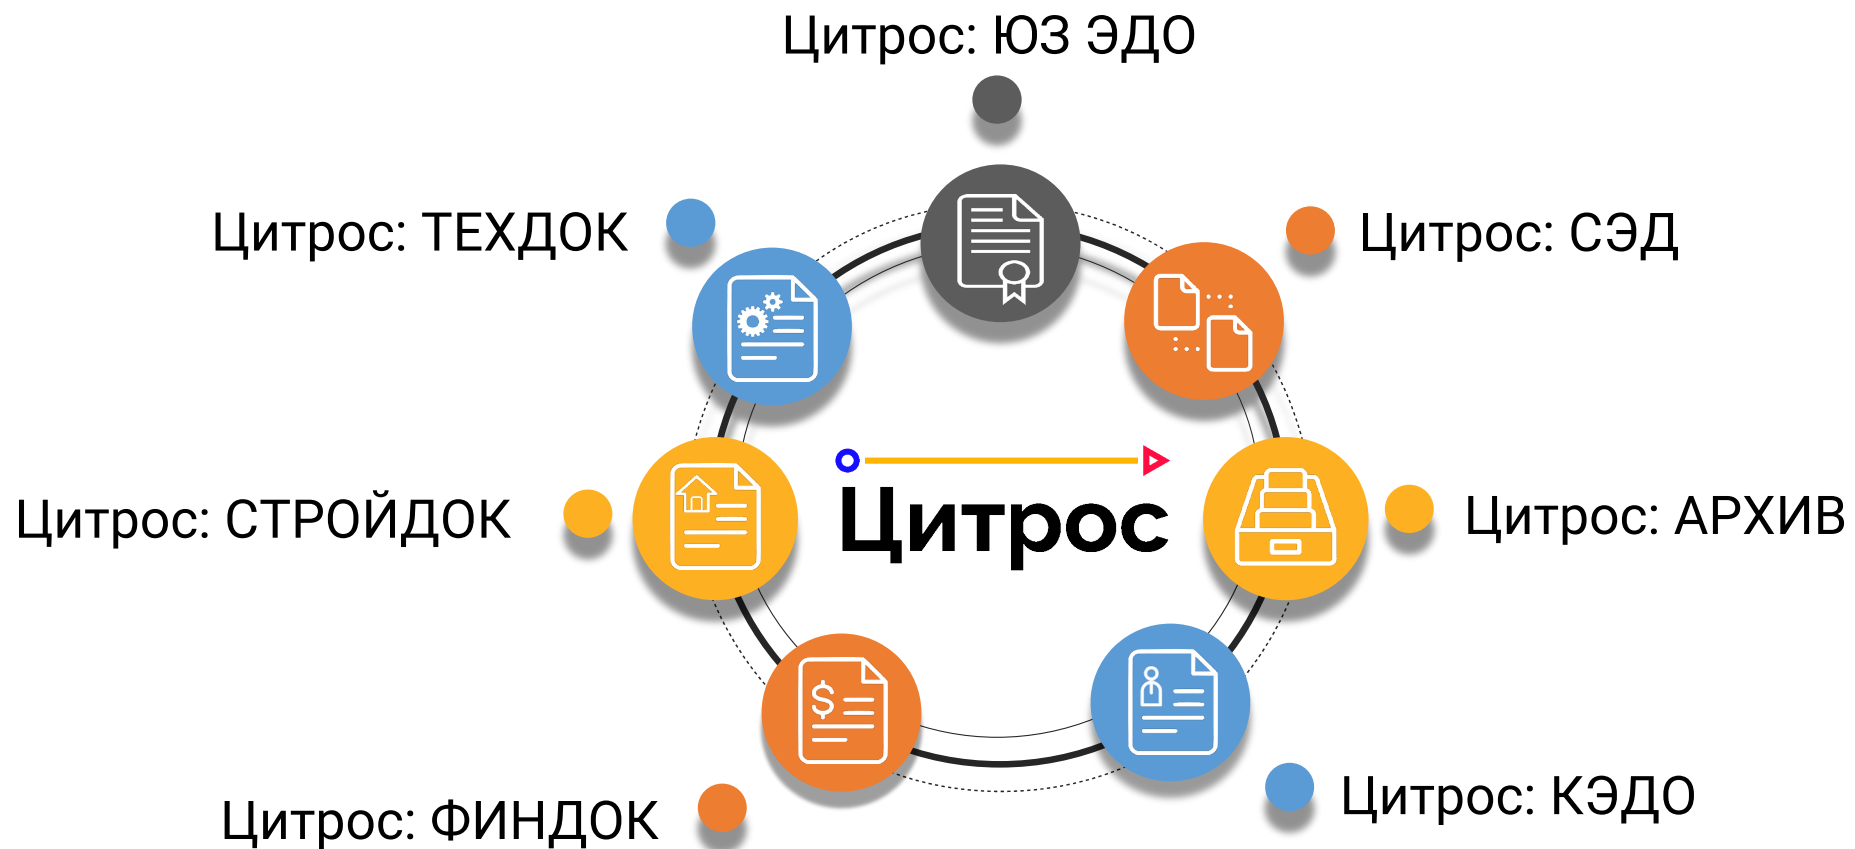 Цитрос: ЮЗ ЭДО
Цитрос: ТЕХДОК
Цитрос: СЭД
Цитрос: СТРОЙДОК
Цитрос
Цитрос: АРХИВ
Цитрос: ФИНДОК
Цитрос: КЭДО